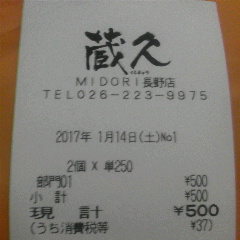 蔵久
MIDORI長野店
TEL026-223-9975
2017年 1月14日(土)No1
2個 X 単250
部門01 ¥500
小 計 ¥500
現 計 ¥500
(うち消費税等 ¥37)